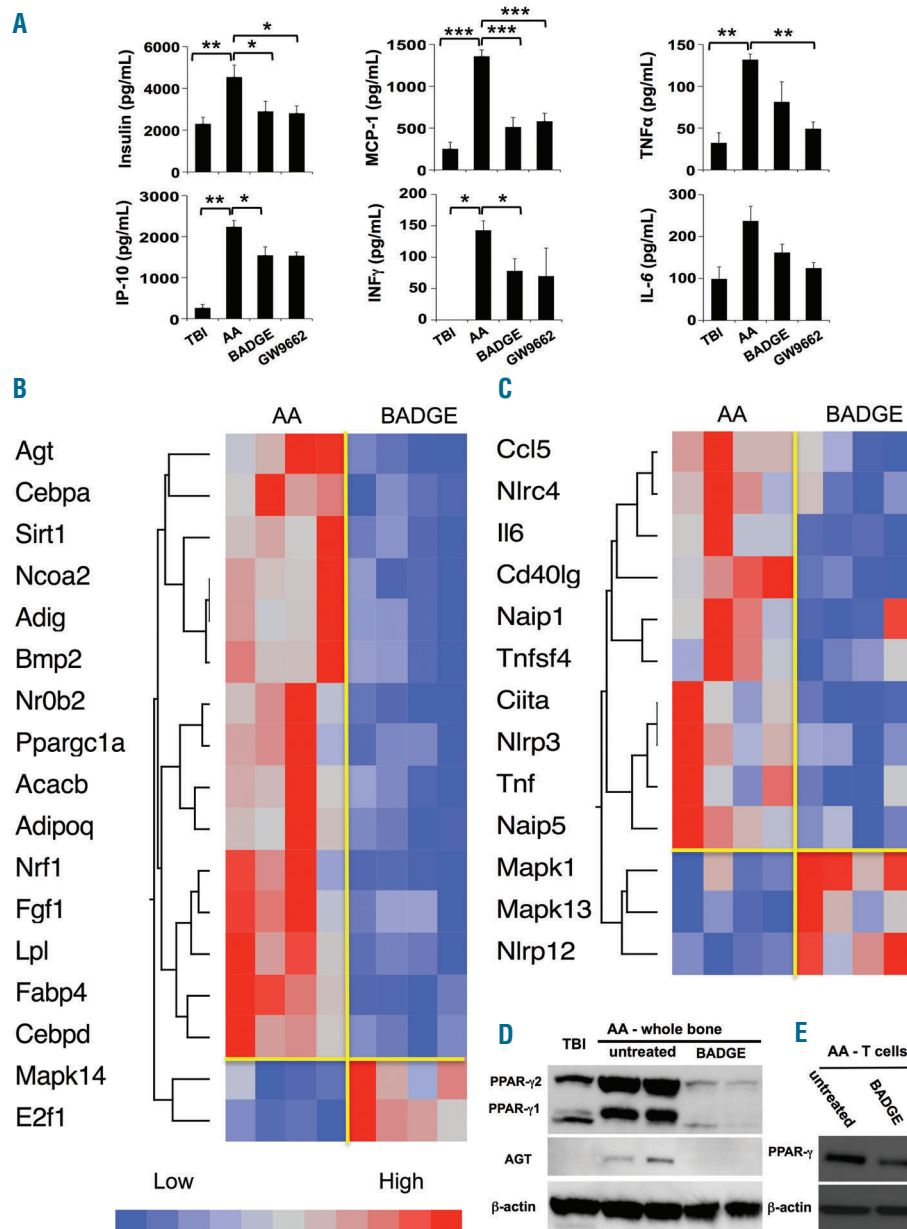 A
Insulin (pg/mL)
6000
4000
2000
0
** * *
MCP-1 (pg/mL)
1500
1000
500
0
*** *** ***
TNFα (pg/mL)
150
100
50
0
** **
IP-10 (pg/mL)
3000
2000
1000
0
** *
TBI
AA
BADGE
GW9662
INFγ (pg/mL)
200
150
100
50
0
* *
TBI
AA
BADGE
GW9662
IL-6 (pg/mL)
300
200
100
0
TBI
AA
BADGE
GW9662
B
AA BADGE
Agt
Cebpa
Sirt1
Ncoa2
Adig
Bmp2
Nr0b2
Ppargc1a
Acacb
Adipoq
Nrf1
Fgf1
Lpl
Fabp4
Cebpd
Mapk14
E2f1
Low High
C
AA BADGE
Ccl5
Nlrc4
Il6
Cd40lg
Naip1
Tnfsf4
Ciita
Nlrp3
Tnf
Naip5
Mapk1
Mapk13
Nlrp12
D
AA - whole bone
TBI untreated BADGE
PPAR-γ2
PPAR-γ1
AGT
β-actin
E
AA - T cells
untreated
BADGE
PPAR-γ
β-actin